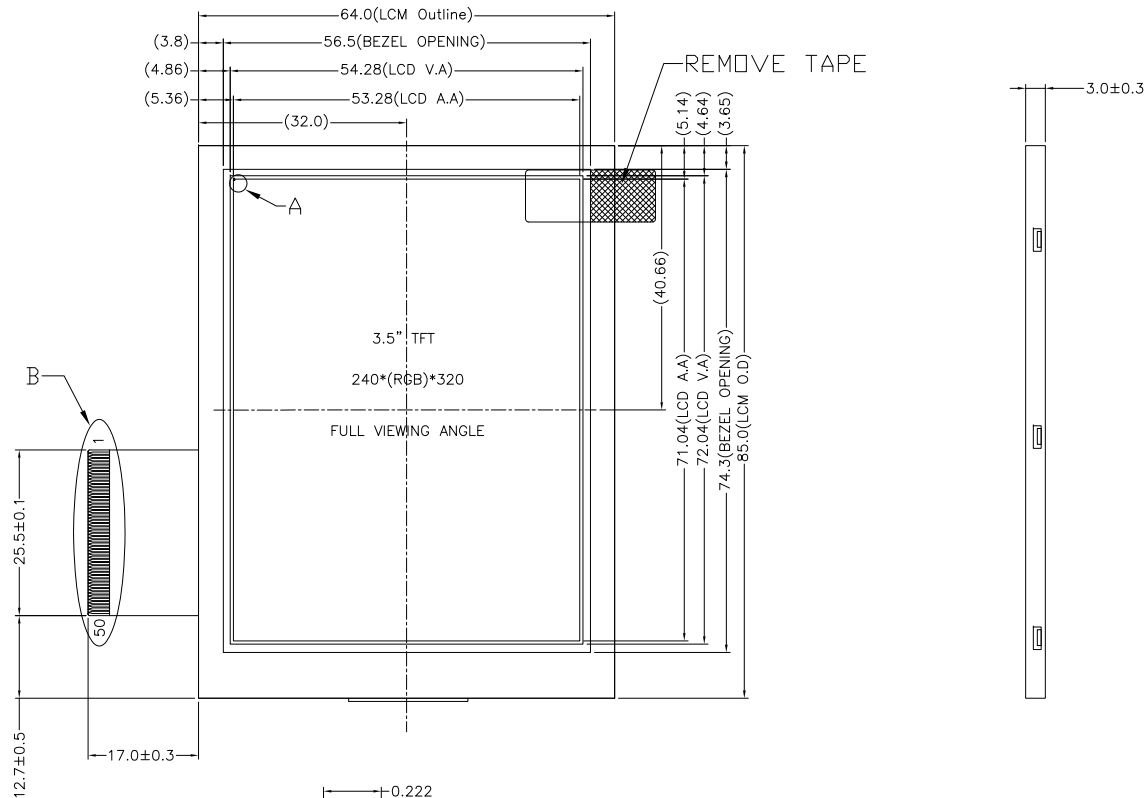 64.0(LCM Outline)
(3.8)
56.5(BEZEL OPENING)
(4.86)
54.28(LCD V.A)
(5.36)
53.28(LCD A.A)
(32.0)
REMOVE TAPE
(5.14)
(4.64)
(3.65)
3.0±0.3
A
(40.66)
3.5" TFT
240*(RGB)*320
FULL VIEWING ANGLE
71.04(LCD A.A)
72.04(LCD V.A)
74.3(BEZEL OPENING)
85.0(LCM O.D)
B
1
50
25.5±0.1
12.7±0.5
17.0±0.3
0.222